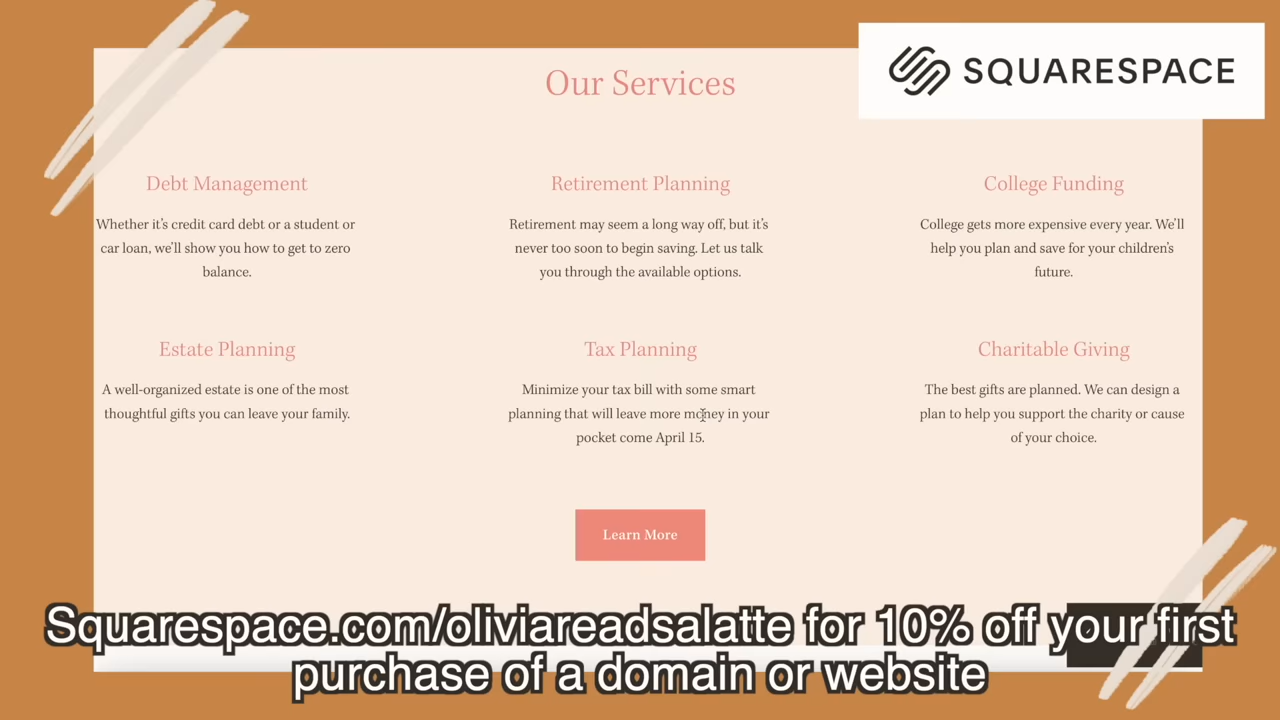 Our Services
SQUARESPACE
Debt Management
Whether it's credit card debt or a student or
car loan, we'll show you how to get to zero
balance.
Retirement Planning
Retirement may seem a long way off, but it's
never too soon to begin saving. Let us talk
you through the available options.
College Funding
College gets more expensive every year. We'll
help you plan and save for your children's
future.
Estate Planning
A well-organized estate is one of the most
thoughtful gifts you can leave your family.
Tax Planning
Minimize your tax bill with some smart
planning that will leave more money in your
pocket come April 15.
Charitable Giving
The best gifts are planned. We can design a
plan to help you support the charity or cause
of your choice.
Learn More
Squarespace.com/oliviareadsalatte for 10% off your first
purchase of a domain or website